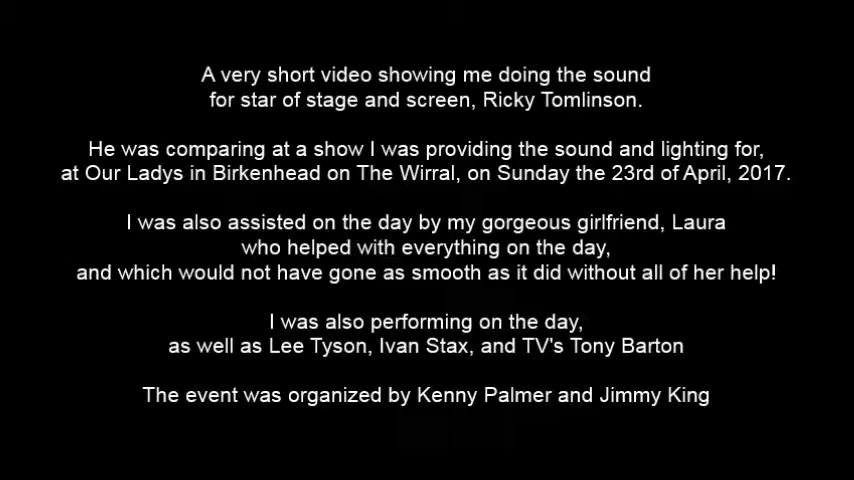 A very short video showing me doing the sound
for star of stage and screen, Ricky Tomlinson.
He was comparing at a show I was providing the sound and lighting for,
at Our Ladys in Birkenhead on The Wirral, on Sunday the 23rd of April, 2017.
I was also assisted on the day by my gorgeous girlfriend, Laura
who helped with everything on the day,
and which would not have gone as smooth as it did without all of her help!
I was also performing on the day,
as well as Lee Tyson, Ivan Stax, and TV's Tony Barton
The event was organized by Kenny Palmer and Jimmy King